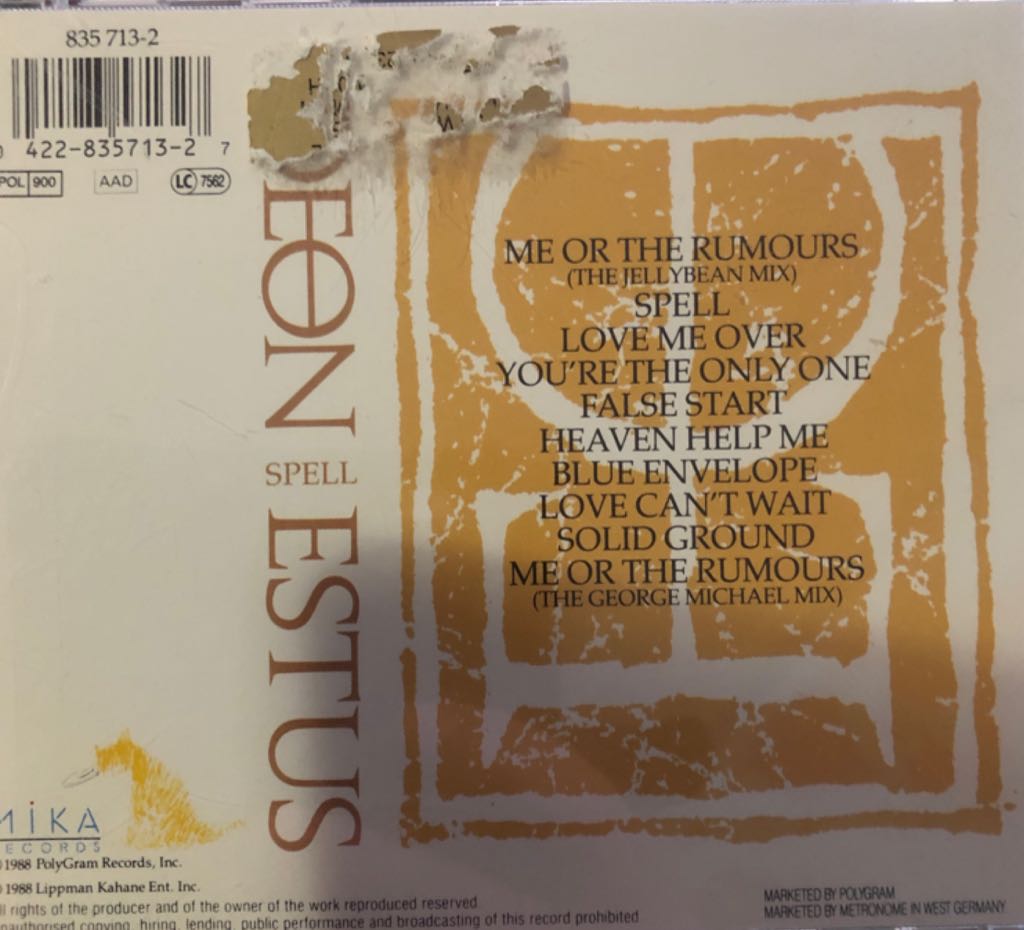 835 713-2
422-835713-2 7
POL 900
AAD
LC 7562
DEON
SPELL
ESTUS
ME OR THE RUMOURS
(THE JELLYBEAN MIX)
SPELL
LOVE ME OVER
YOU'RE THE ONLY ONE
FALSE START
HEAVEN HELP ME
BLUE ENVELOPE
LOVE CAN'T WAIT
SOLID GROUND
ME OR THE RUMOURS
(THE GEORGE MICHAEL MIX)
MIKA
RECORDS
1988 PolyGram Records, Inc.
1988 Lippman Kahane Ent. Inc.
ll rights of the producer and of the owner of the work reproduced reserved
nauthorised copying, hiring, lending, public performance and broadcasting of this record prohibited
MARKETED BY POLYGRAM
MARKETED BY METRONOME IN WEST GERMANY